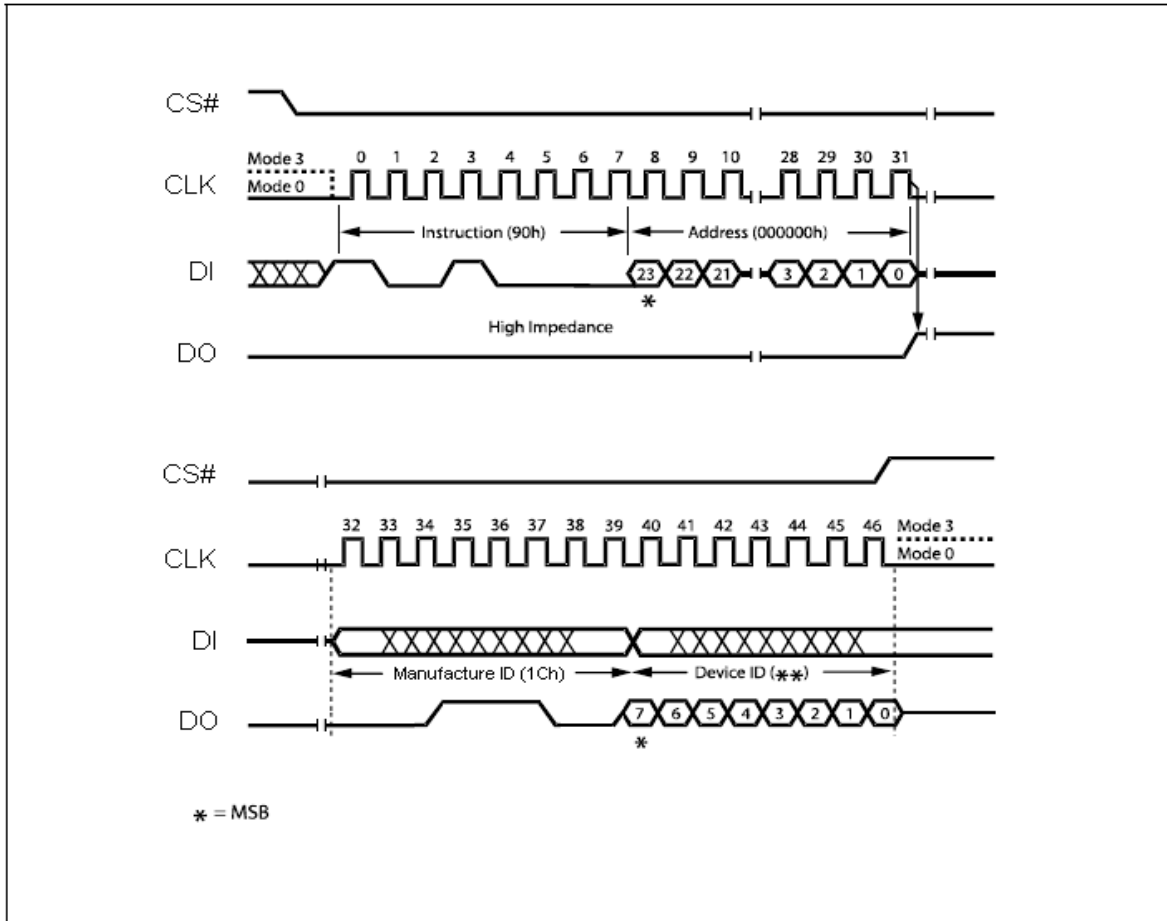 CS#
Mode 3
0 1 2 3 4 5 6 7 8 9 10 28 29 30 31
CLK
Mode 0
Instruction (90h) Address (000000h)
DI
23 22 21 3 2 1 0
*
High Impedance
DO
CS#
32 33 34 35 36 37 38 39 40 41 42 43 44 45 46 Mode 3
CLK
Mode 0
DI
Manufacture ID (1Ch) Device ID (**)
DO
7 6 5 4 3 2 1 0
*
* = MSB